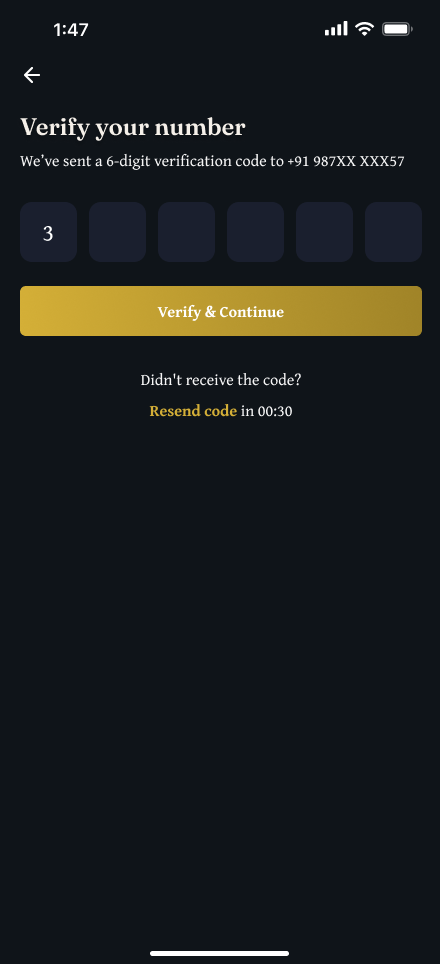 1:47
Verify your number
We’ve sent a 6-digit verification code to +91 987XX XXX57
3
Verify & Continue
Didn't receive the code?
Resend code in 00:30